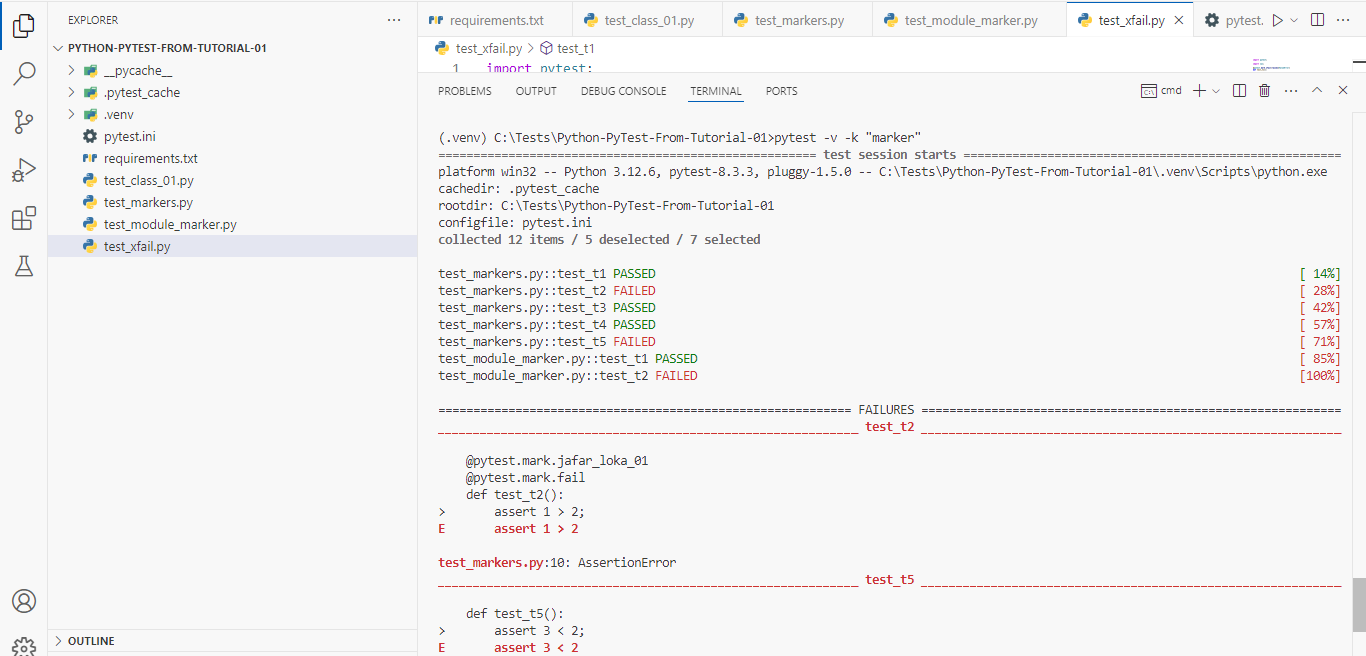 EXPLORER
PYTHON-PYTEST-FROM-TUTORIAL-01
__pycache__
.pytest_cache
.venv
pytest.ini
requirements.txt
test_class_01.py
test_markers.py
test_module_marker.py
test_xfail.py
OUTLINE
requirements.txt test_class_01.py test_markers.py test_module_marker.py test_xfail.py pytest.
test_xfail.py > test_t1
1 import pytest;
PROBLEMS OUTPUT DEBUG CONSOLE TERMINAL PORTS cmd
(.venv) C:\Tests\Python-PyTest-From-Tutorial-01>pytest -v -k "marker"
====================================================== test session starts ======================================================
platform win32 -- Python 3.12.6, pytest-8.3.3, pluggy-1.5.0 -- C:\Tests\Python-PyTest-From-Tutorial-01\.venv\Scripts\python.exe
cachedir: .pytest_cache
rootdir: C:\Tests\Python-PyTest-From-Tutorial-01
configfile: pytest.ini
collected 12 items / 5 deselected / 7 selected
test_markers.py::test_t1 PASSED [ 14%]
test_markers.py::test_t2 FAILED [ 28%]
test_markers.py::test_t3 PASSED [ 42%]
test_markers.py::test_t4 PASSED [ 57%]
test_markers.py::test_t5 FAILED [ 71%]
test_module_marker.py::test_t1 PASSED [ 85%]
test_module_marker.py::test_t2 FAILED [100%]
=========================================================== FAILURES ============================================================
____________________________________________________________ test_t2 ____________________________________________________________
@pytest.mark.jafar_loka_01
@pytest.mark.fail
def test_t2():
> assert 1 > 2;
E assert 1 > 2
test_markers.py:10: AssertionError
____________________________________________________________ test_t5 ____________________________________________________________
def test_t5():
> assert 3 < 2;
E assert 3 < 2